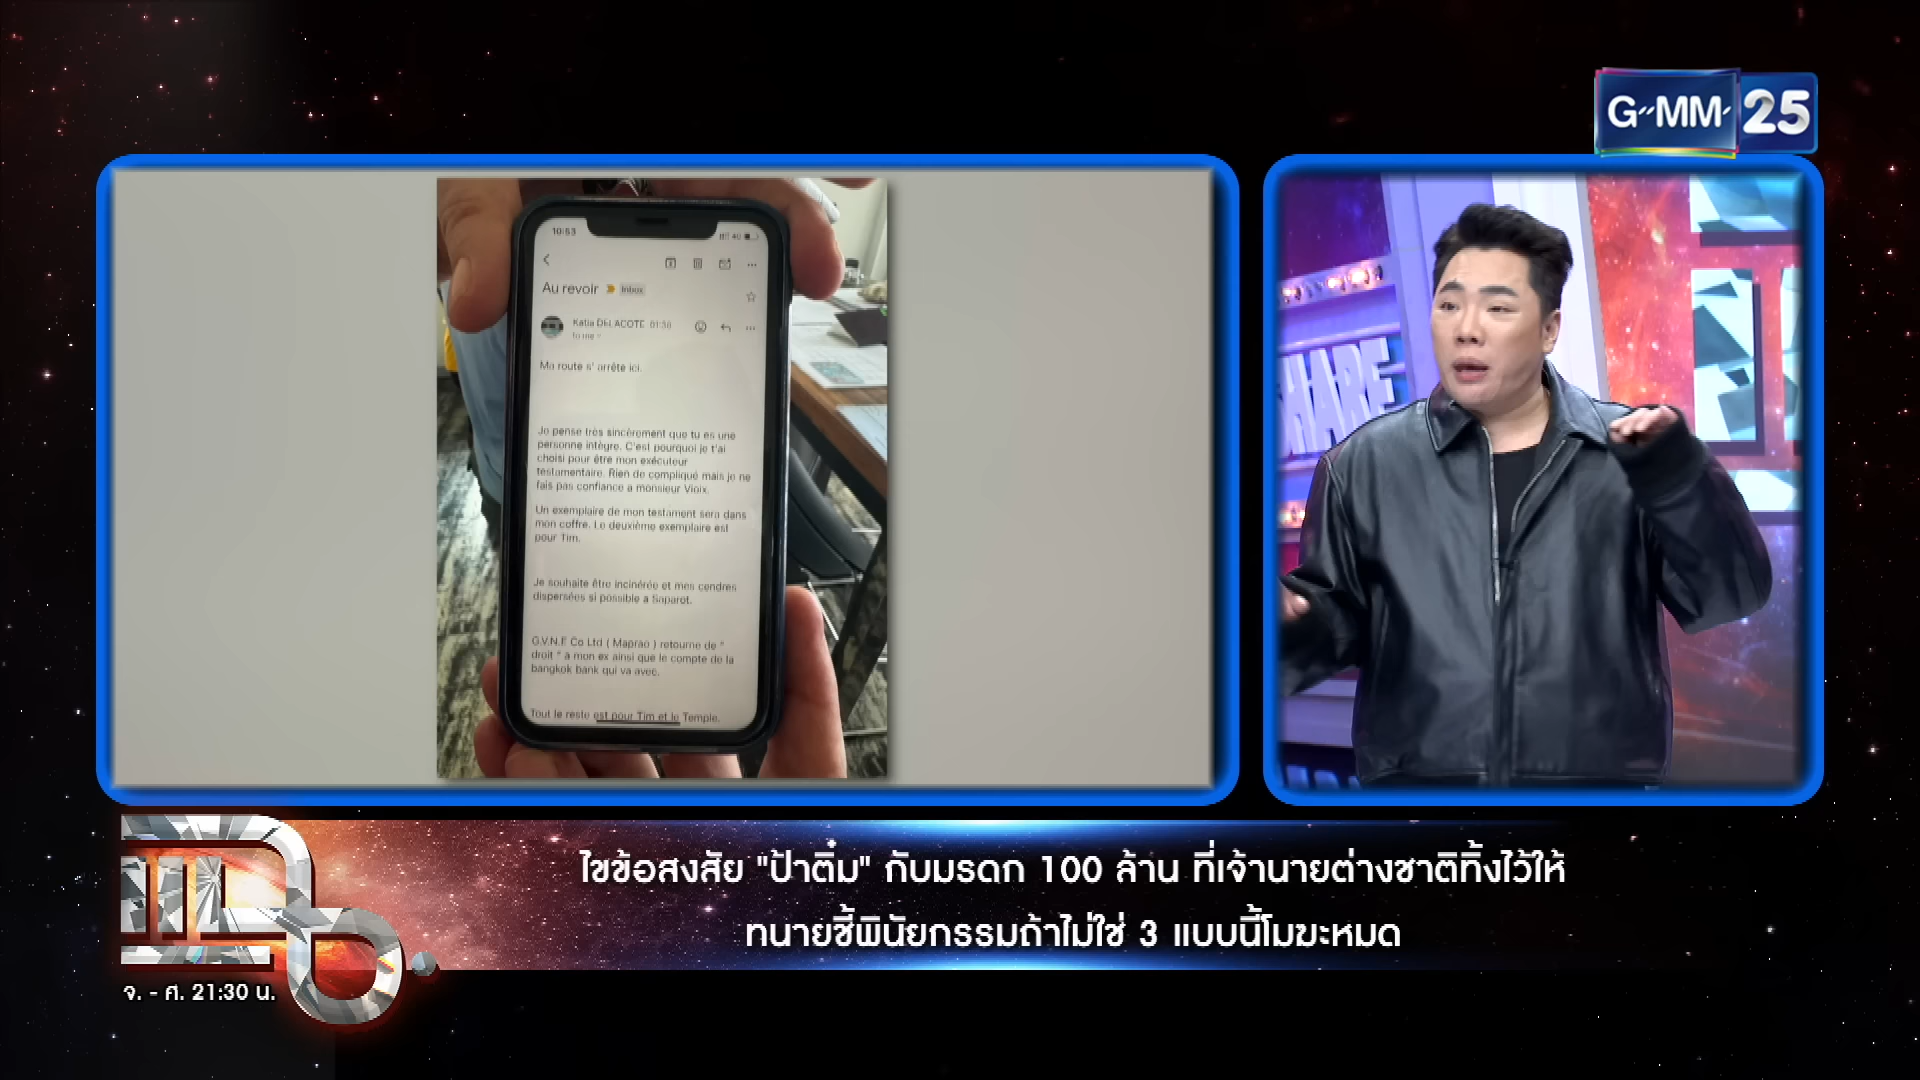 G"MM' 25
10:53
4G
Au revoir
Inbox
Katia DELACOTE 01:30
to me
Ma route s' arrête ici.
Je pense très sincèrement que tu es une
personne intègre. C'est pourquoi je t'ai
choisi pour être mon exécuteur
testamentaire. Rien de compliqué mais je ne
fais pas confiance a monsieur Vioix.
Un exemplaire de mon testament sera dans
mon coffre. Le deuxième exemplaire est
pour Tim.
Je souhaite être incinérée et mes cendres
dispersées si possible a Saparot.
G.V.N.F Co Ltd ( Maprao ) retourne de "
droit " à mon ex ainsi que le compte de la
bangkok bank qui va avec.
Tout le reste est pour Tim et le Temple.
SHARE
แฉ.
ไขข้อสงสัย "ป้าติ๋ม" กับมรดก 100 ล้าน ที่เจ้านายต่างชาติทิ้งไว้ให้
ทนายชี้พินัยกรรมถ้าไม่ใช่ 3 แบบนี้โมฆะหมด
จ. - ศ. 21:30 น.